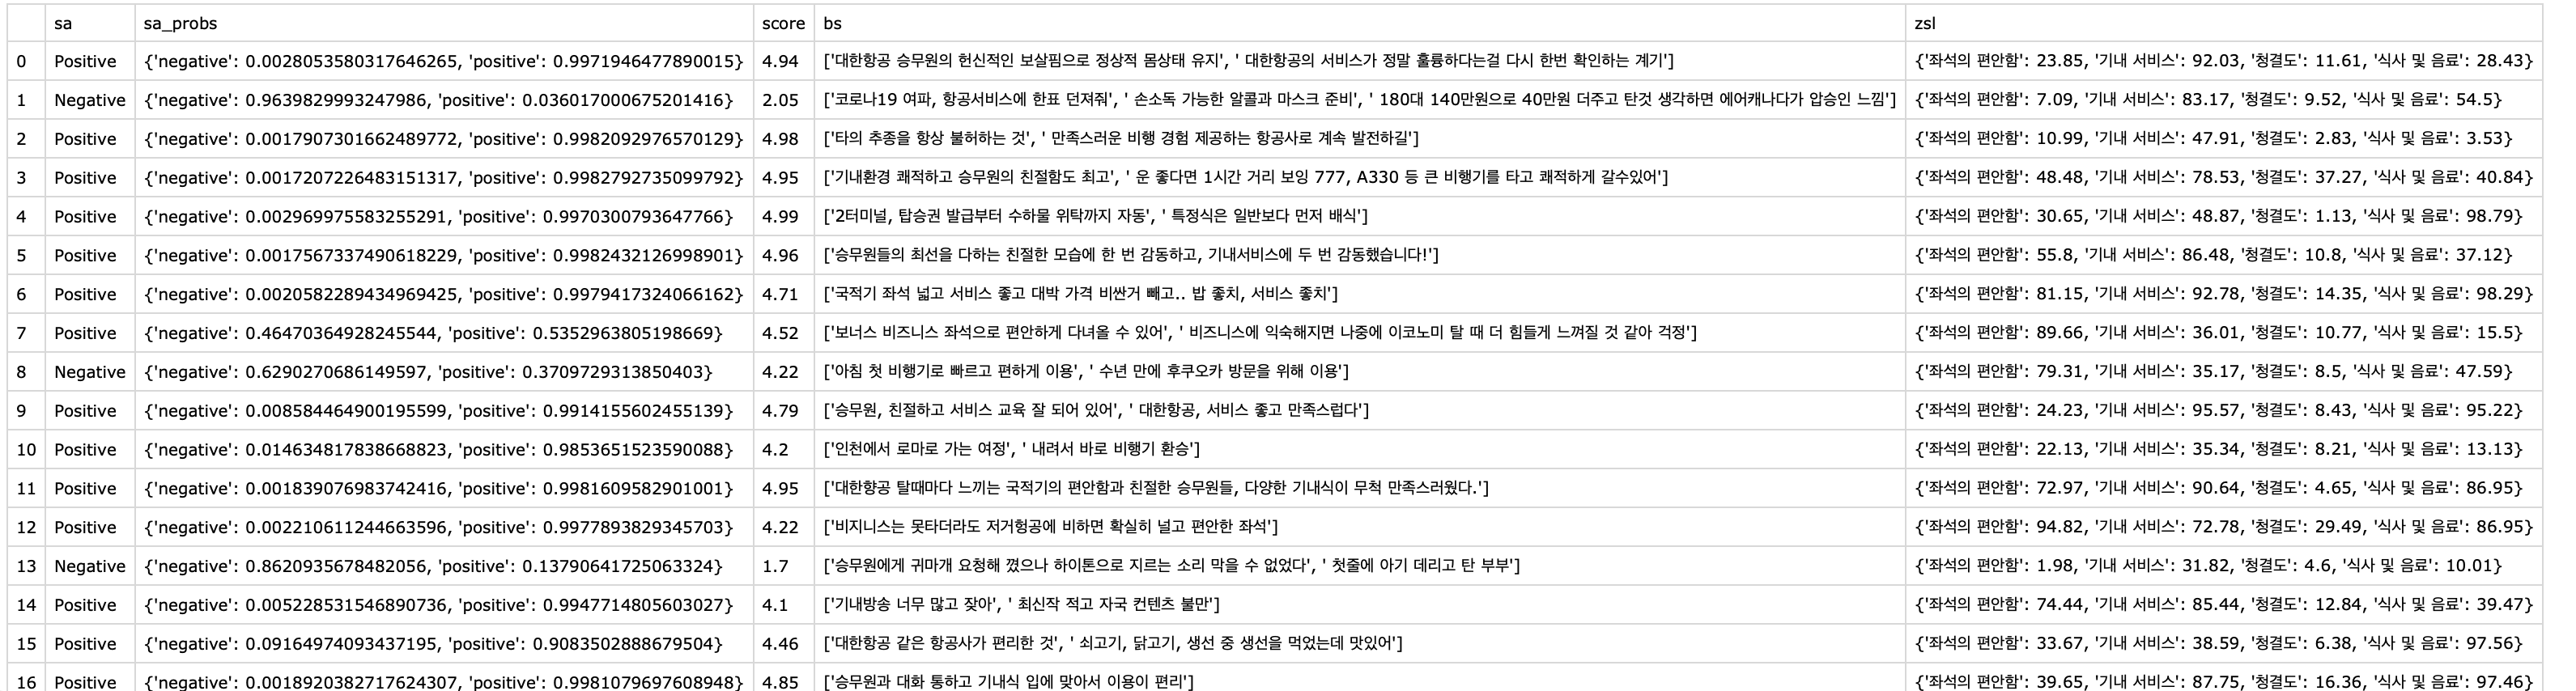 sa sa_probs score bs zsl
0 Positive {'negative': 0.0028053580317646265, 'positive': 0.9971946477890015} 4.94 ['대한항공 승무원의 헌신적인 보살핌으로 정상적 몸상태 유지', ' 대한항공의 서비스가 정말 훌륭하다는걸 다시 한번 확인하는 계기'] {'좌석의 편안함': 23.85, '기내 서비스': 92.03, '청결도': 11.61, '식사 및 음료': 28.43}
1 Negative {'negative': 0.9639829993247986, 'positive': 0.036017000675201416} 2.05 ['코로나19 여파, 항공서비스에 한표 던져줘', ' 손소독 가능한 알콜과 마스크 준비', ' 180대 140만원으로 40만원 더주고 탄것 생각하면 에어캐나다가 압승인 느낌'] {'좌석의 편안함': 7.09, '기내 서비스': 83.17, '청결도': 9.52, '식사 및 음료': 54.5}
2 Positive {'negative': 0.0017907301662489772, 'positive': 0.9982092976570129} 4.98 ['타의 추종을 항상 불허하는 것', ' 만족스러운 비행 경험 제공하는 항공사로 계속 발전하길'] {'좌석의 편안함': 10.99, '기내 서비스': 47.91, '청결도': 2.83, '식사 및 음료': 3.53}
3 Positive {'negative': 0.0017207226483151317, 'positive': 0.9982792735099792} 4.95 ['기내환경 쾌적하고 승무원의 친절함도 최고', ' 운 좋다면 1시간 거리 보잉 777, A330 등 큰 비행기를 타고 쾌적하게 갈수있어'] {'좌석의 편안함': 48.48, '기내 서비스': 78.53, '청결도': 37.27, '식사 및 음료': 40.84}
4 Positive {'negative': 0.002969975583255291, 'positive': 0.9970300793647766} 4.99 ['2터미널, 탑승권 발급부터 수하물 위탁까지 자동', ' 특정식은 일반보다 먼저 배식'] {'좌석의 편안함': 30.65, '기내 서비스': 48.87, '청결도': 1.13, '식사 및 음료': 98.79}
5 Positive {'negative': 0.0017567337490618229, 'positive': 0.9982432126998901} 4.96 ['승무원들의 최선을 다하는 친절한 모습에 한 번 감동하고, 기내서비스에 두 번 감동했습니다!'] {'좌석의 편안함': 55.8, '기내 서비스': 86.48, '청결도': 10.8, '식사 및 음료': 37.12}
6 Positive {'negative': 0.0020582289434969425, 'positive': 0.9979417324066162} 4.71 ['국적기 좌석 넓고 서비스 좋고 대박 가격 비싼거 빼고.. 밥 좋치, 서비스 좋치'] {'좌석의 편안함': 81.15, '기내 서비스': 92.78, '청결도': 14.35, '식사 및 음료': 98.29}
7 Positive {'negative': 0.46470364928245544, 'positive': 0.5352963805198669} 4.52 ['보너스 비즈니스 좌석으로 편안하게 다녀올 수 있어', ' 비즈니스에 익숙해지면 나중에 이코노미 탈 때 더 힘들게 느껴질 것 같아 걱정'] {'좌석의 편안함': 89.66, '기내 서비스': 36.01, '청결도': 10.77, '식사 및 음료': 15.5}
8 Negative {'negative': 0.6290270686149597, 'positive': 0.3709729313850403} 4.22 ['아침 첫 비행기로 빠르고 편하게 이용', ' 수년 만에 후쿠오카 방문을 위해 이용'] {'좌석의 편안함': 79.31, '기내 서비스': 35.17, '청결도': 8.5, '식사 및 음료': 47.59}
9 Positive {'negative': 0.008584464900195599, 'positive': 0.9914155602455139} 4.79 ['승무원, 친절하고 서비스 교육 잘 되어 있어', ' 대한항공, 서비스 좋고 만족스럽다'] {'좌석의 편안함': 24.23, '기내 서비스': 95.57, '청결도': 8.43, '식사 및 음료': 95.22}
10 Positive {'negative': 0.014634817838668823, 'positive': 0.9853651523590088} 4.2 ['인천에서 로마로 가는 여정', ' 내려서 바로 비행기 환승'] {'좌석의 편안함': 22.13, '기내 서비스': 35.34, '청결도': 8.21, '식사 및 음료': 13.13}
11 Positive {'negative': 0.001839076983742416, 'positive': 0.9981609582901001} 4.95 ['대한향공 탈때마다 느끼는 국적기의 편안함과 친절한 승무원들, 다양한 기내식이 무척 만족스러웠다.'] {'좌석의 편안함': 72.97, '기내 서비스': 90.64, '청결도': 4.65, '식사 및 음료': 86.95}
12 Positive {'negative': 0.002210611244663596, 'positive': 0.9977893829345703} 4.22 ['비지니스는 못타더라도 저거헝공에 비하면 확실히 널고 편안한 좌석'] {'좌석의 편안함': 94.82, '기내 서비스': 72.78, '청결도': 29.49, '식사 및 음료': 86.95}
13 Negative {'negative': 0.8620935678482056, 'positive': 0.13790641725063324} 1.7 ['승무원에게 귀마개 요청해 꼈으나 하이톤으로 지르는 소리 막을 수 없었다', ' 첫줄에 아기 데리고 탄 부부'] {'좌석의 편안함': 1.98, '기내 서비스': 31.82, '청결도': 4.6, '식사 및 음료': 10.01}
14 Positive {'negative': 0.005228531546890736, 'positive': 0.9947714805603027} 4.1 ['기내방송 너무 많고 잦아', ' 최신작 적고 자국 컨텐츠 불만'] {'좌석의 편안함': 74.44, '기내 서비스': 85.44, '청결도': 12.84, '식사 및 음료': 39.47}
15 Positive {'negative': 0.09164974093437195, 'positive': 0.9083502888679504} 4.46 ['대한항공 같은 항공사가 편리한 것', ' 쇠고기, 닭고기, 생선 중 생선을 먹었는데 맛있어'] {'좌석의 편안함': 33.67, '기내 서비스': 38.59, '청결도': 6.38, '식사 및 음료': 97.56}
16 Positive {'negative': 0.0018920382717624307, 'positive': 0.9981079697608948} 4.85 ['승무원과 대화 통하고 기내식 입에 맞아서 이용이 편리'] {'좌석의 편안함': 39.65, '기내 서비스': 87.75, '청결도': 16.36, '식사 및 음료': 97.46}